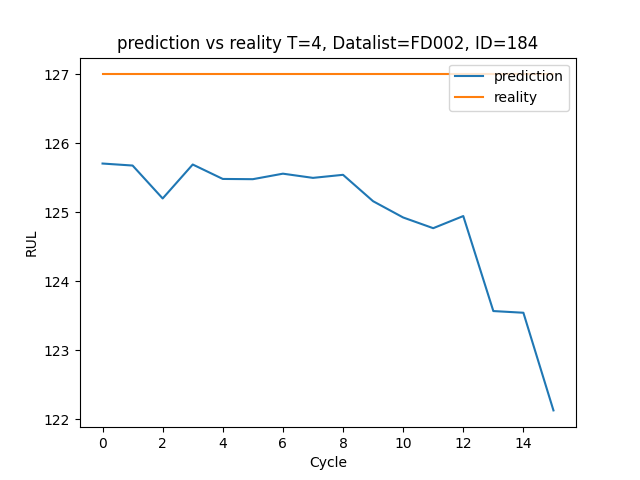 prediction vs reality T=4, Datalist=FD002, ID=184
127
126
125
124
123
122
RUL
prediction
reality
0 2 4 6 8 10 12 14
Cycle